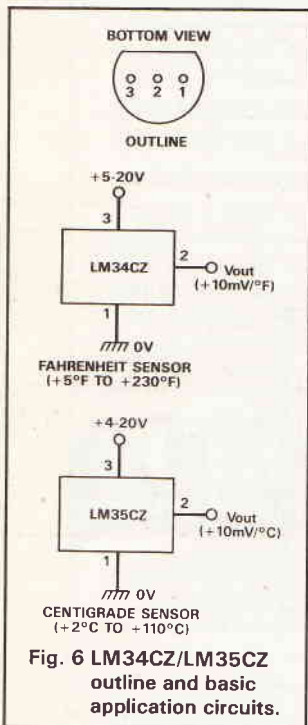 BOTTOM VIEW
3 2 1
OUTLINE
+5-20V
3
LM34CZ
2
Vout
(+10mV/°F)
1
0V
FAHRENHEIT SENSOR
(+5°F TO +230°F)
+4-20V
3
LM35CZ
2
Vout
(+10mV/°C)
1
0V
CENTIGRADE SENSOR
(+2°C TO +110°C)
Fig. 6 LM34CZ/LM35CZ
outline and basic
application circuits.